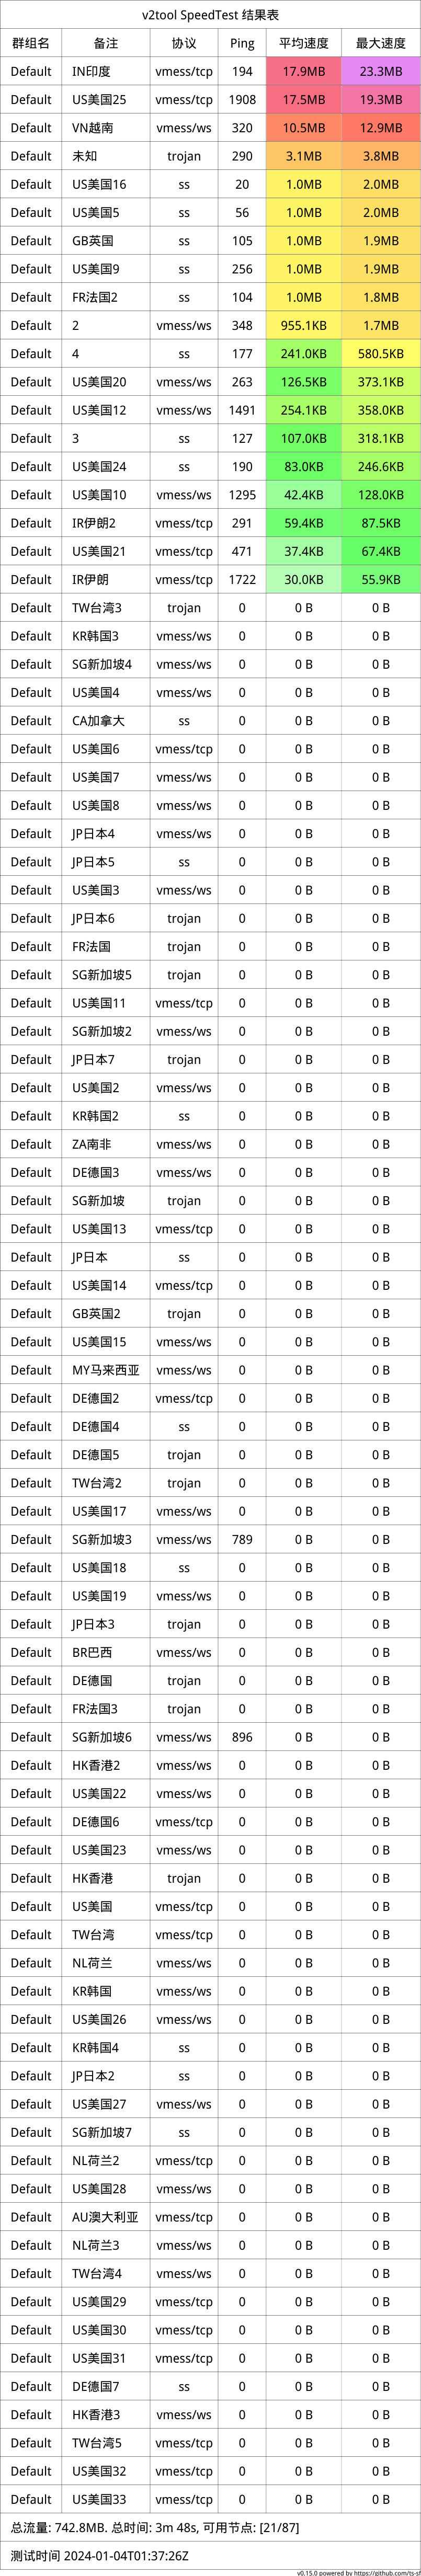 v2tool SpeedTest 结果表
群组名 备注 协议 Ping 平均速度 最大速度
Default IN印度 vmess/tcp 194 17.9MB 23.3MB
Default US美国25 vmess/tcp 1908 17.5MB 19.3MB
Default VN越南 vmess/ws 320 10.5MB 12.9MB
Default 未知 trojan 290 3.1MB 3.8MB
Default US美国16 ss 20 1.0MB 2.0MB
Default US美国5 ss 56 1.0MB 2.0MB
Default GB英国 ss 105 1.0MB 1.9MB
Default US美国9 ss 256 1.0MB 1.9MB
Default FR法国2 ss 104 1.0MB 1.8MB
Default 2 vmess/ws 348 955.1KB 1.7MB
Default 4 ss 177 241.0KB 580.5KB
Default US美国20 vmess/ws 263 126.5KB 373.1KB
Default US美国12 vmess/ws 1491 254.1KB 358.0KB
Default 3 ss 127 107.0KB 318.1KB
Default US美国24 ss 190 83.0KB 246.6KB
Default US美国10 vmess/ws 1295 42.4KB 128.0KB
Default IR伊朗2 vmess/tcp 291 59.4KB 87.5KB
Default US美国21 vmess/tcp 471 37.4KB 67.4KB
Default IR伊朗 vmess/tcp 1722 30.0KB 55.9KB
Default TW台湾3 trojan 0 0 B 0 B
Default KR韩国3 vmess/ws 0 0 B 0 B
Default SG新加坡4 vmess/ws 0 0 B 0 B
Default US美国4 vmess/ws 0 0 B 0 B
Default CA加拿大 ss 0 0 B 0 B
Default US美国6 vmess/tcp 0 0 B 0 B
Default US美国7 vmess/ws 0 0 B 0 B
Default US美国8 vmess/ws 0 0 B 0 B
Default JP日本4 vmess/ws 0 0 B 0 B
Default JP日本5 ss 0 0 B 0 B
Default US美国3 vmess/ws 0 0 B 0 B
Default JP日本6 trojan 0 0 B 0 B
Default FR法国 trojan 0 0 B 0 B
Default SG新加坡5 trojan 0 0 B 0 B
Default US美国11 vmess/tcp 0 0 B 0 B
Default SG新加坡2 vmess/ws 0 0 B 0 B
Default JP日本7 trojan 0 0 B 0 B
Default US美国2 vmess/ws 0 0 B 0 B
Default KR韩国2 ss 0 0 B 0 B
Default ZA南非 vmess/ws 0 0 B 0 B
Default DE德国3 vmess/ws 0 0 B 0 B
Default SG新加坡 trojan 0 0 B 0 B
Default US美国13 vmess/tcp 0 0 B 0 B
Default JP日本 ss 0 0 B 0 B
Default US美国14 vmess/tcp 0 0 B 0 B
Default GB英国2 trojan 0 0 B 0 B
Default US美国15 vmess/ws 0 0 B 0 B
Default MY马来西亚 vmess/ws 0 0 B 0 B
Default DE德国2 vmess/tcp 0 0 B 0 B
Default DE德国4 ss 0 0 B 0 B
Default DE德国5 trojan 0 0 B 0 B
Default TW台湾2 trojan 0 0 B 0 B
Default US美国17 vmess/ws 0 0 B 0 B
Default SG新加坡3 vmess/ws 789 0 B 0 B
Default US美国18 ss 0 0 B 0 B
Default US美国19 vmess/ws 0 0 B 0 B
Default JP日本3 trojan 0 0 B 0 B
Default BR巴西 vmess/ws 0 0 B 0 B
Default DE德国 trojan 0 0 B 0 B
Default FR法国3 trojan 0 0 B 0 B
Default SG新加坡6 vmess/ws 896 0 B 0 B
Default HK香港2 vmess/ws 0 0 B 0 B
Default US美国22 vmess/ws 0 0 B 0 B
Default DE德国6 vmess/tcp 0 0 B 0 B
Default US美国23 vmess/ws 0 0 B 0 B
Default HK香港 trojan 0 0 B 0 B
Default US美国 vmess/tcp 0 0 B 0 B
Default TW台湾 vmess/tcp 0 0 B 0 B
Default NL荷兰 vmess/ws 0 0 B 0 B
Default KR韩国 vmess/ws 0 0 B 0 B
Default US美国26 vmess/ws 0 0 B 0 B
Default KR韩国4 ss 0 0 B 0 B
Default JP日本2 ss 0 0 B 0 B
Default US美国27 vmess/ws 0 0 B 0 B
Default SG新加坡7 ss 0 0 B 0 B
Default NL荷兰2 vmess/tcp 0 0 B 0 B
Default US美国28 vmess/ws 0 0 B 0 B
Default AU澳大利亚 vmess/tcp 0 0 B 0 B
Default NL荷兰3 vmess/ws 0 0 B 0 B
Default TW台湾4 vmess/ws 0 0 B 0 B
Default US美国29 vmess/tcp 0 0 B 0 B
Default US美国30 vmess/tcp 0 0 B 0 B
Default US美国31 vmess/tcp 0 0 B 0 B
Default DE德国7 ss 0 0 B 0 B
Default HK香港3 vmess/ws 0 0 B 0 B
Default TW台湾5 vmess/tcp 0 0 B 0 B
Default US美国32 vmess/tcp 0 0 B 0 B
Default US美国33 vmess/tcp 0 0 B 0 B
总流量: 742.8MB. 总时间: 3m 48s, 可用节点: [21/87]
测试时间 2024-01-04T01:37:26Z
v0.15.0 powered by https://github.com/ts-sf